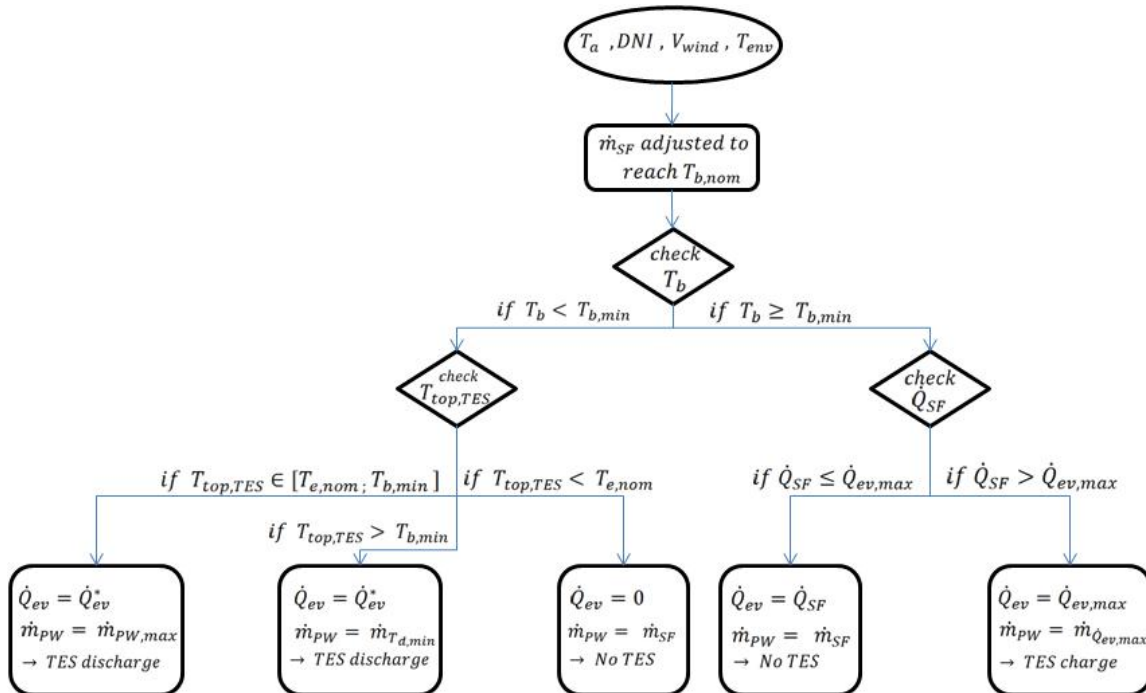 T_a , DNI , V_wind , T_env
ṁ_SF adjusted to
reach T_b,nom
check
T_b
if T_b < T_b,min
if T_b ≥ T_b,min
check
T_top,TES
check
Q̇_SF
if T_top,TES ∈ [T_e,nom ; T_b,min ]
if T_top,TES < T_e,nom
if Q̇_SF ≤ Q̇_ev,max
if Q̇_SF > Q̇_ev,max
if T_top,TES > T_b,min
Q̇_ev = Q̇*_ev
ṁ_PW = ṁ_PW,max
→ TES discharge
Q̇_ev = Q̇*_ev
ṁ_PW = ṁ_T_d,min
→ TES discharge
Q̇_ev = 0
ṁ_PW = ṁ_SF
→ No TES
Q̇_ev = Q̇_SF
ṁ_PW = ṁ_SF
→ No TES
Q̇_ev = Q̇_ev,max
ṁ_PW = ṁ_Q̇_ev,max
→ TES charge